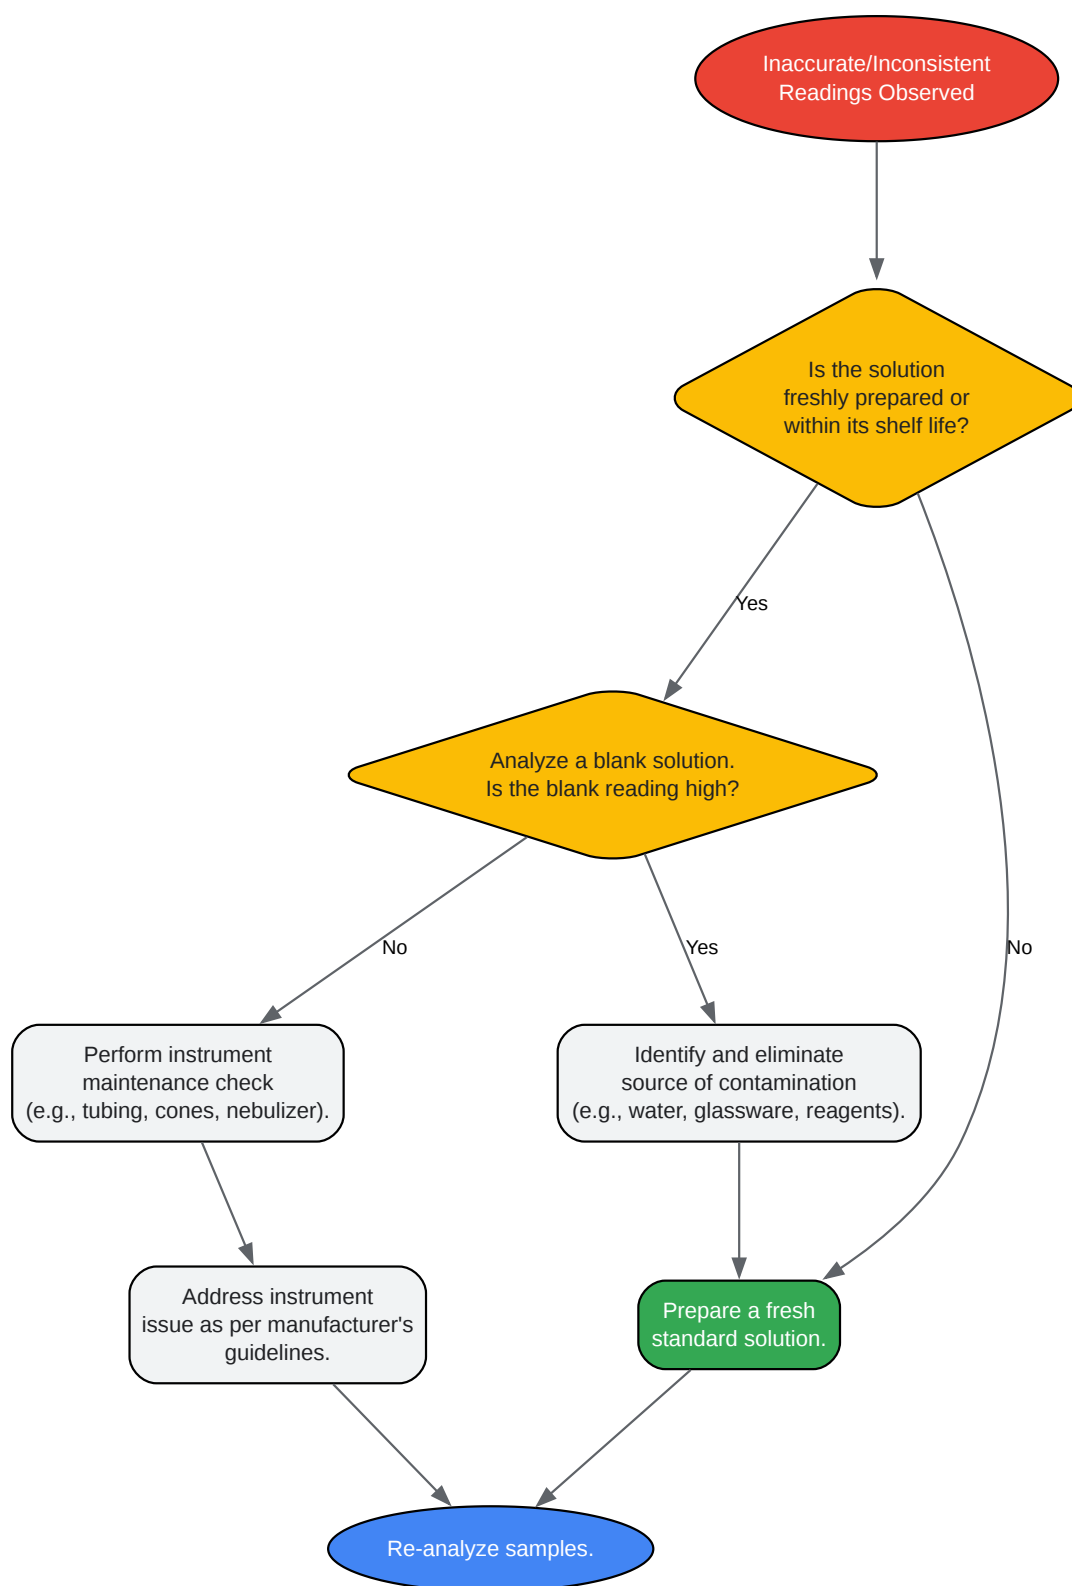 Inaccurate/Inconsistent
Readings Observed
Is the solution
freshly prepared or
within its shelf life?
Yes
Analyze a blank solution.
Is the blank reading high?
No
Yes
No
Perform instrument
maintenance check
(e.g., tubing, cones, nebulizer).
Identify and eliminate
source of contamination
(e.g., water, glassware, reagents).
Address instrument
issue as per manufacturer's
guidelines.
Prepare a fresh
standard solution.
Re-analyze samples.